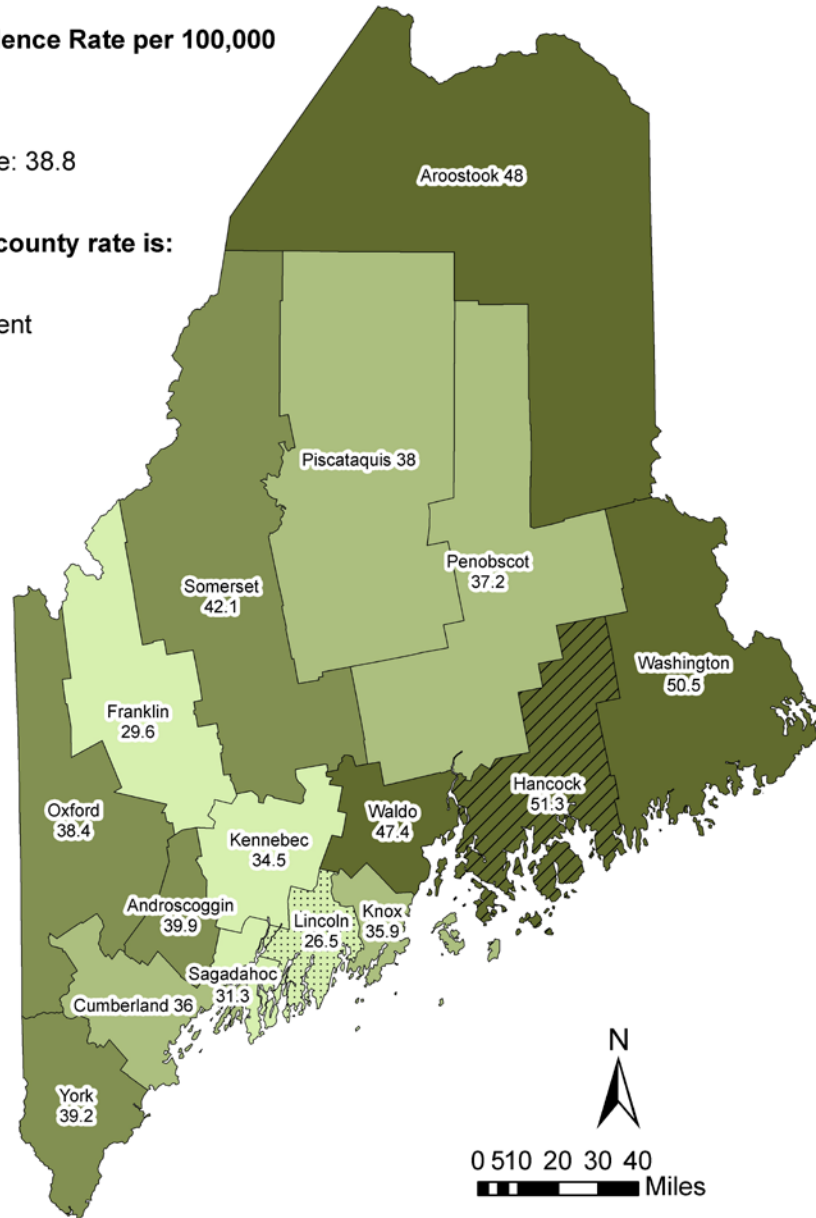 ence Rate per 100,000
e: 38.8
county rate is:
ent
Aroostook 48
Piscataquis 38
Penobscot
37.2
Somerset
42.1
Washington
50.5
Franklin
29.6
Hancock
51.3
Oxford
38.4
Waldo
47.4
Kennebec
34.5
Androscoggin
39.9
Lincoln
26.5
Knox
35.9
Sagadahoc
31.3
Cumberland 36
York
39.2
N
0 5 10 20 30 40
Miles